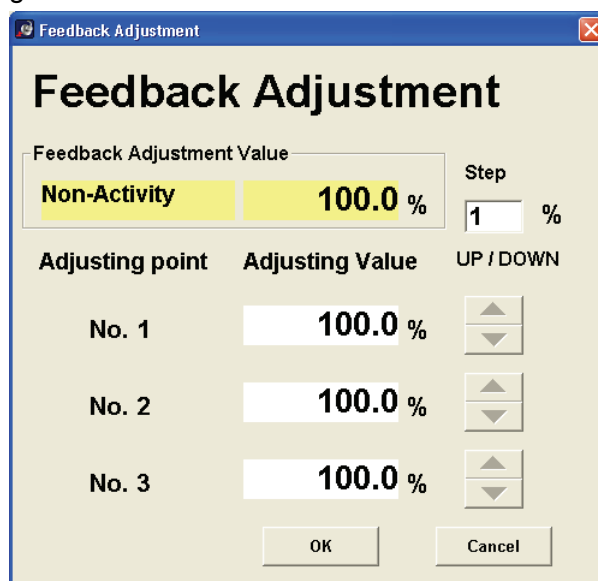 Feedback Adjustment
Feedback Adjustment
Feedback Adjustment Value
Non-Activity 100.0 %
Step
1 %
Adjusting point Adjusting Value UP / DOWN
No. 1 100.0 %
No. 2 100.0 %
No. 3 100.0 %
OK Cancel